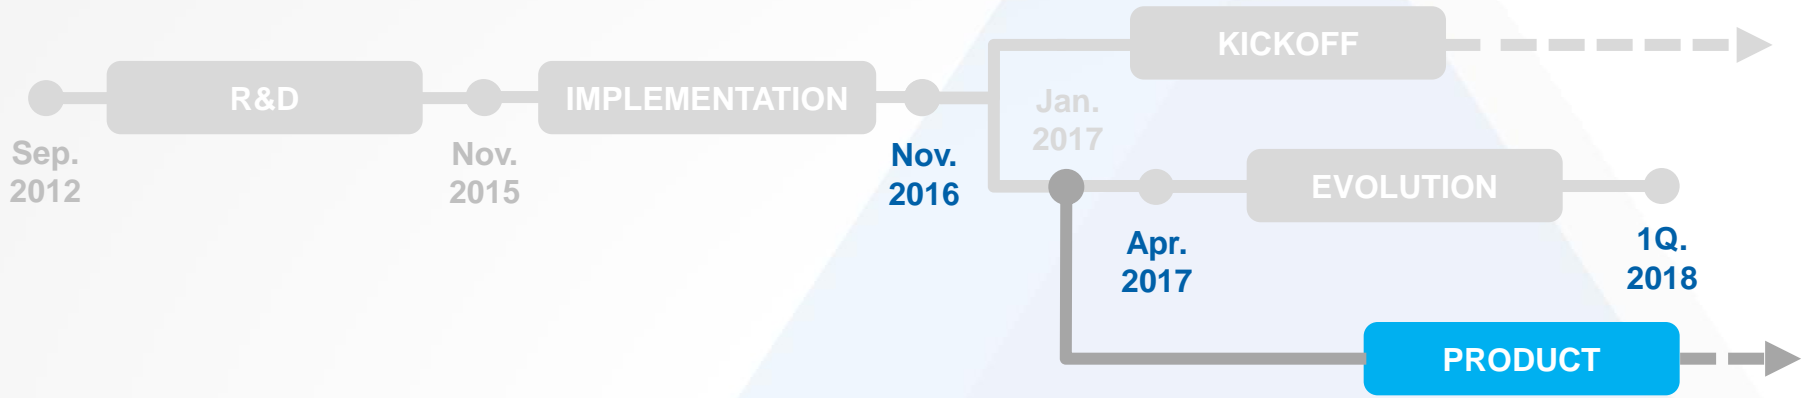 KICKOFF
R&D
IMPLEMENTATION
Jan.
2017
Sep.
2012
Nov.
2015
Nov.
2016
EVOLUTION
Apr.
2017
1Q.
2018
PRODUCT